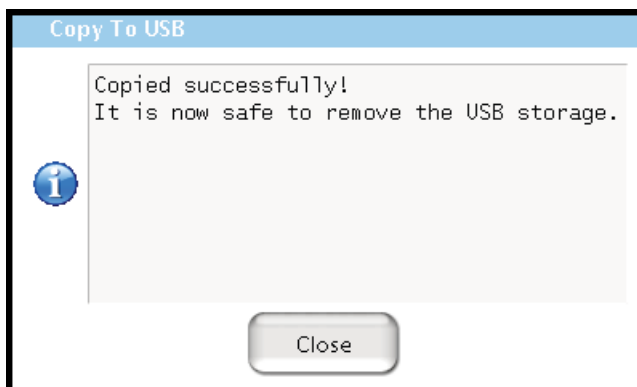 Copy To USB
Copied successfully!
It is now safe to remove the USB storage.
Close